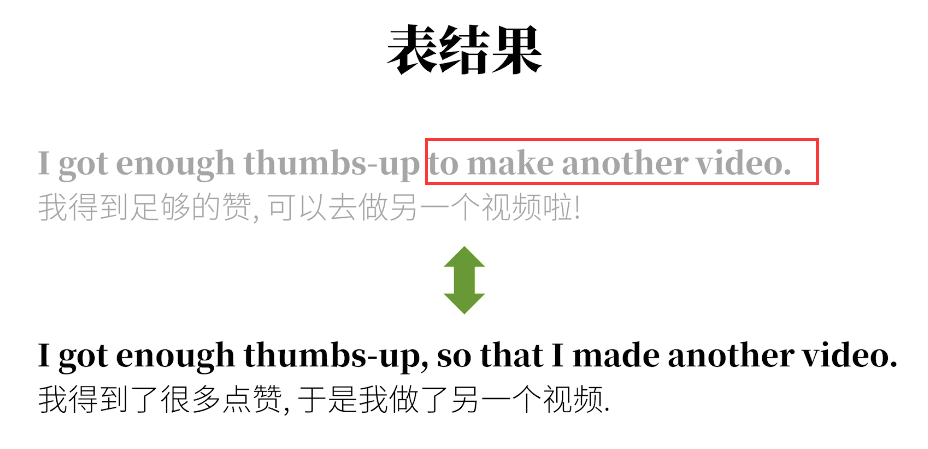 表结果
I got enough thumbs-up to make another video.
我得到足够的赞, 可以去做另一个视频啦!
I got enough thumbs-up, so that I made another video.
我得到了很多点赞, 于是我做了另一个视频.